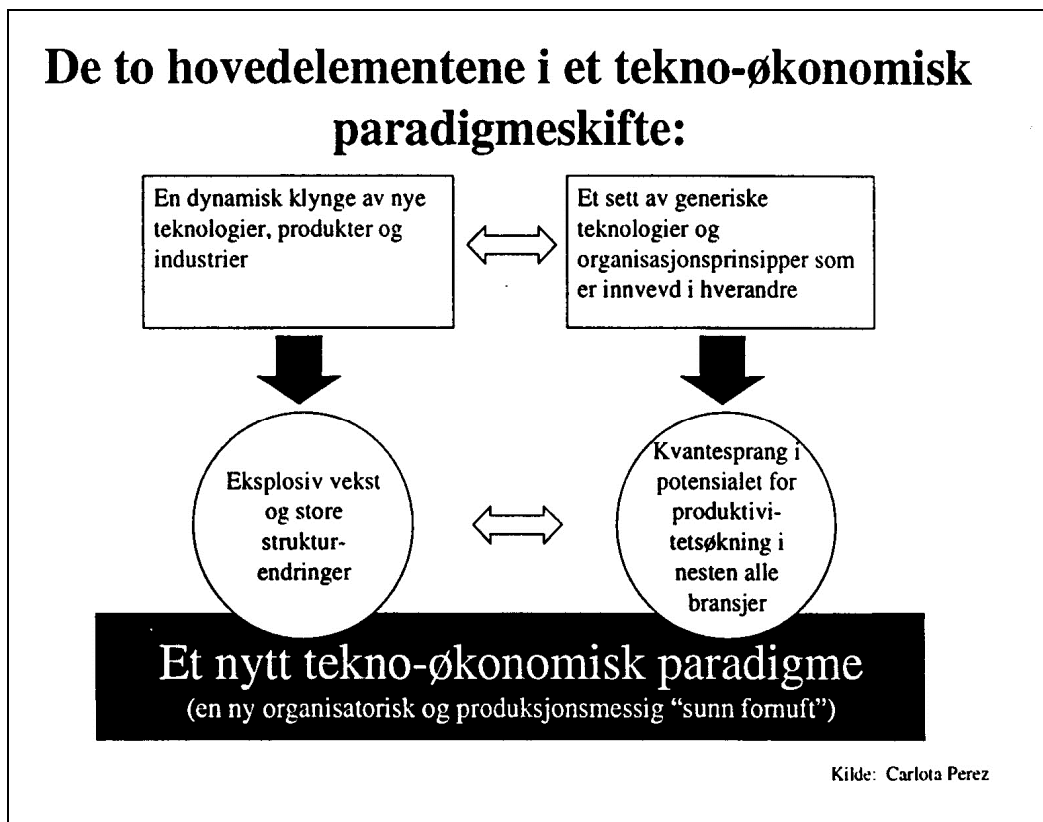 De to hovedelementene i et tekno-økonomisk
paradigmeskifte:
En dynamisk klynge av nye
teknologier, produkter og
industrier
Et sett av generiske
teknologier og
organisasjonsprinsipper som
er innvevd i hverandre
Eksplosiv vekst
og store
struktur-
endringer
Kvantesprang i
potensialet for
produktivi-
tetsøkning i
nesten alle
bransjer
Et nytt tekno-økonomisk paradigme
(en ny organisatorisk og produksjonsmessig “sunn fornuft”)
Kilde: Carlota Perez